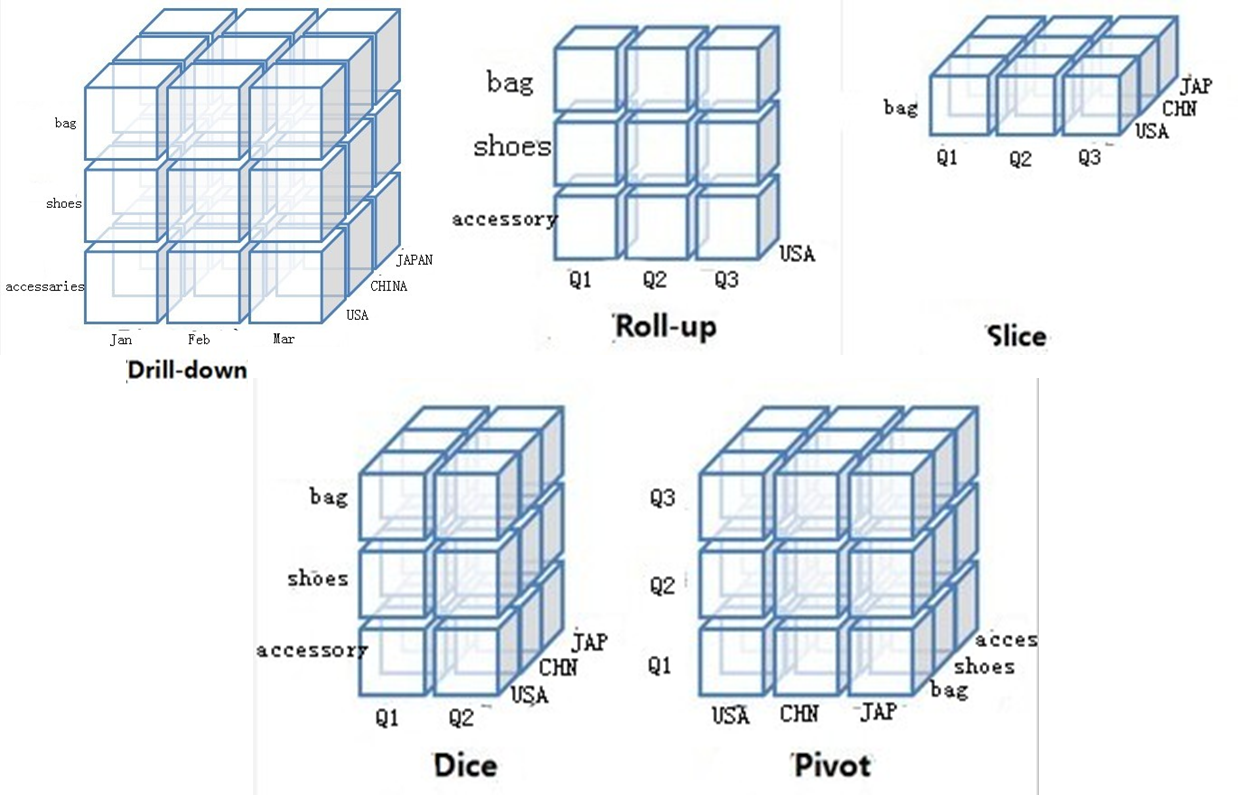 bag
shoes
accessaries
Jan Feb Mar
USA
CHINA
JAPAN
Drill-down
bag
shoes
accessory
Q1 Q2 Q3
USA
Roll-up
bag
Q1 Q2 Q3
USA
CHN
JAP
Slice
bag
shoes
accessory
Q1 Q2
USA
CHN
JAP
Dice
Q3
Q2
Q1
USA CHN JAP
bag
shoes
acces
Pivot